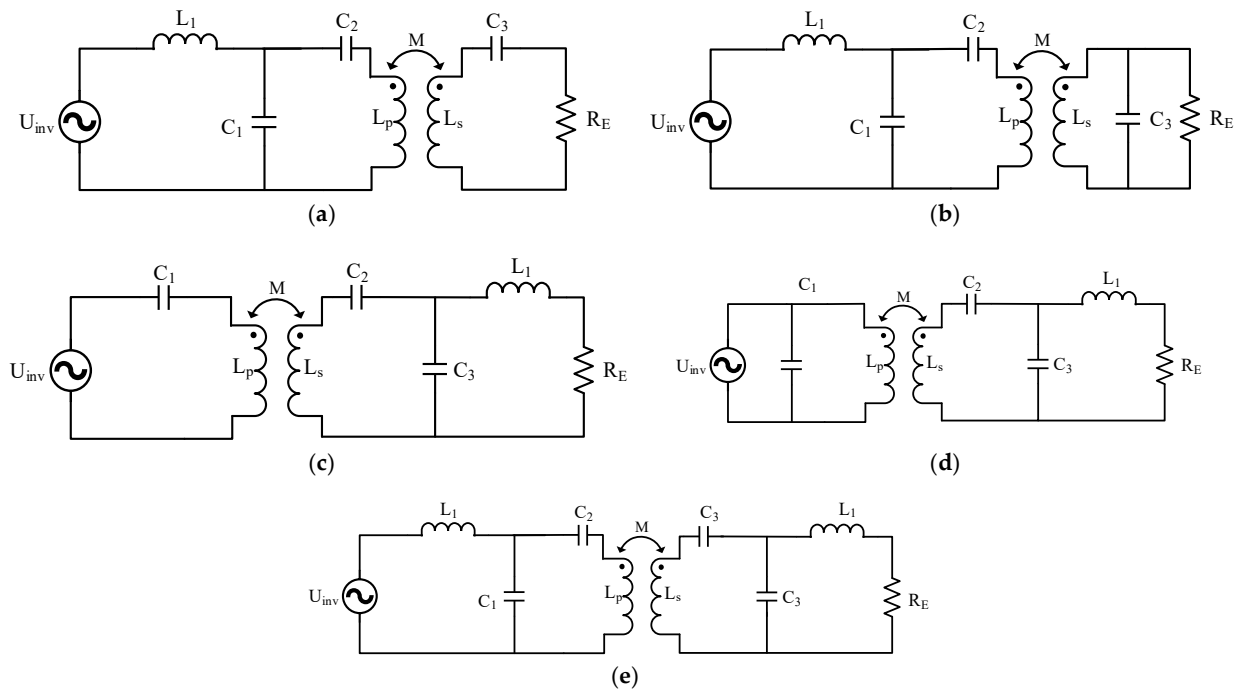 L1 C2 M C3
Uinv C1 Lp Ls RE
(a)
L1 C2 M
Uinv C1 Lp Ls C3 RE
(b)
C1 M C2 L1
Uinv Lp Ls C3 RE
(c)
C1 M C2 L1
Uinv Lp Ls C3 RE
(d)
L1 C2 M C3 L1
Uinv C1 Lp Ls C3 RE
(e)